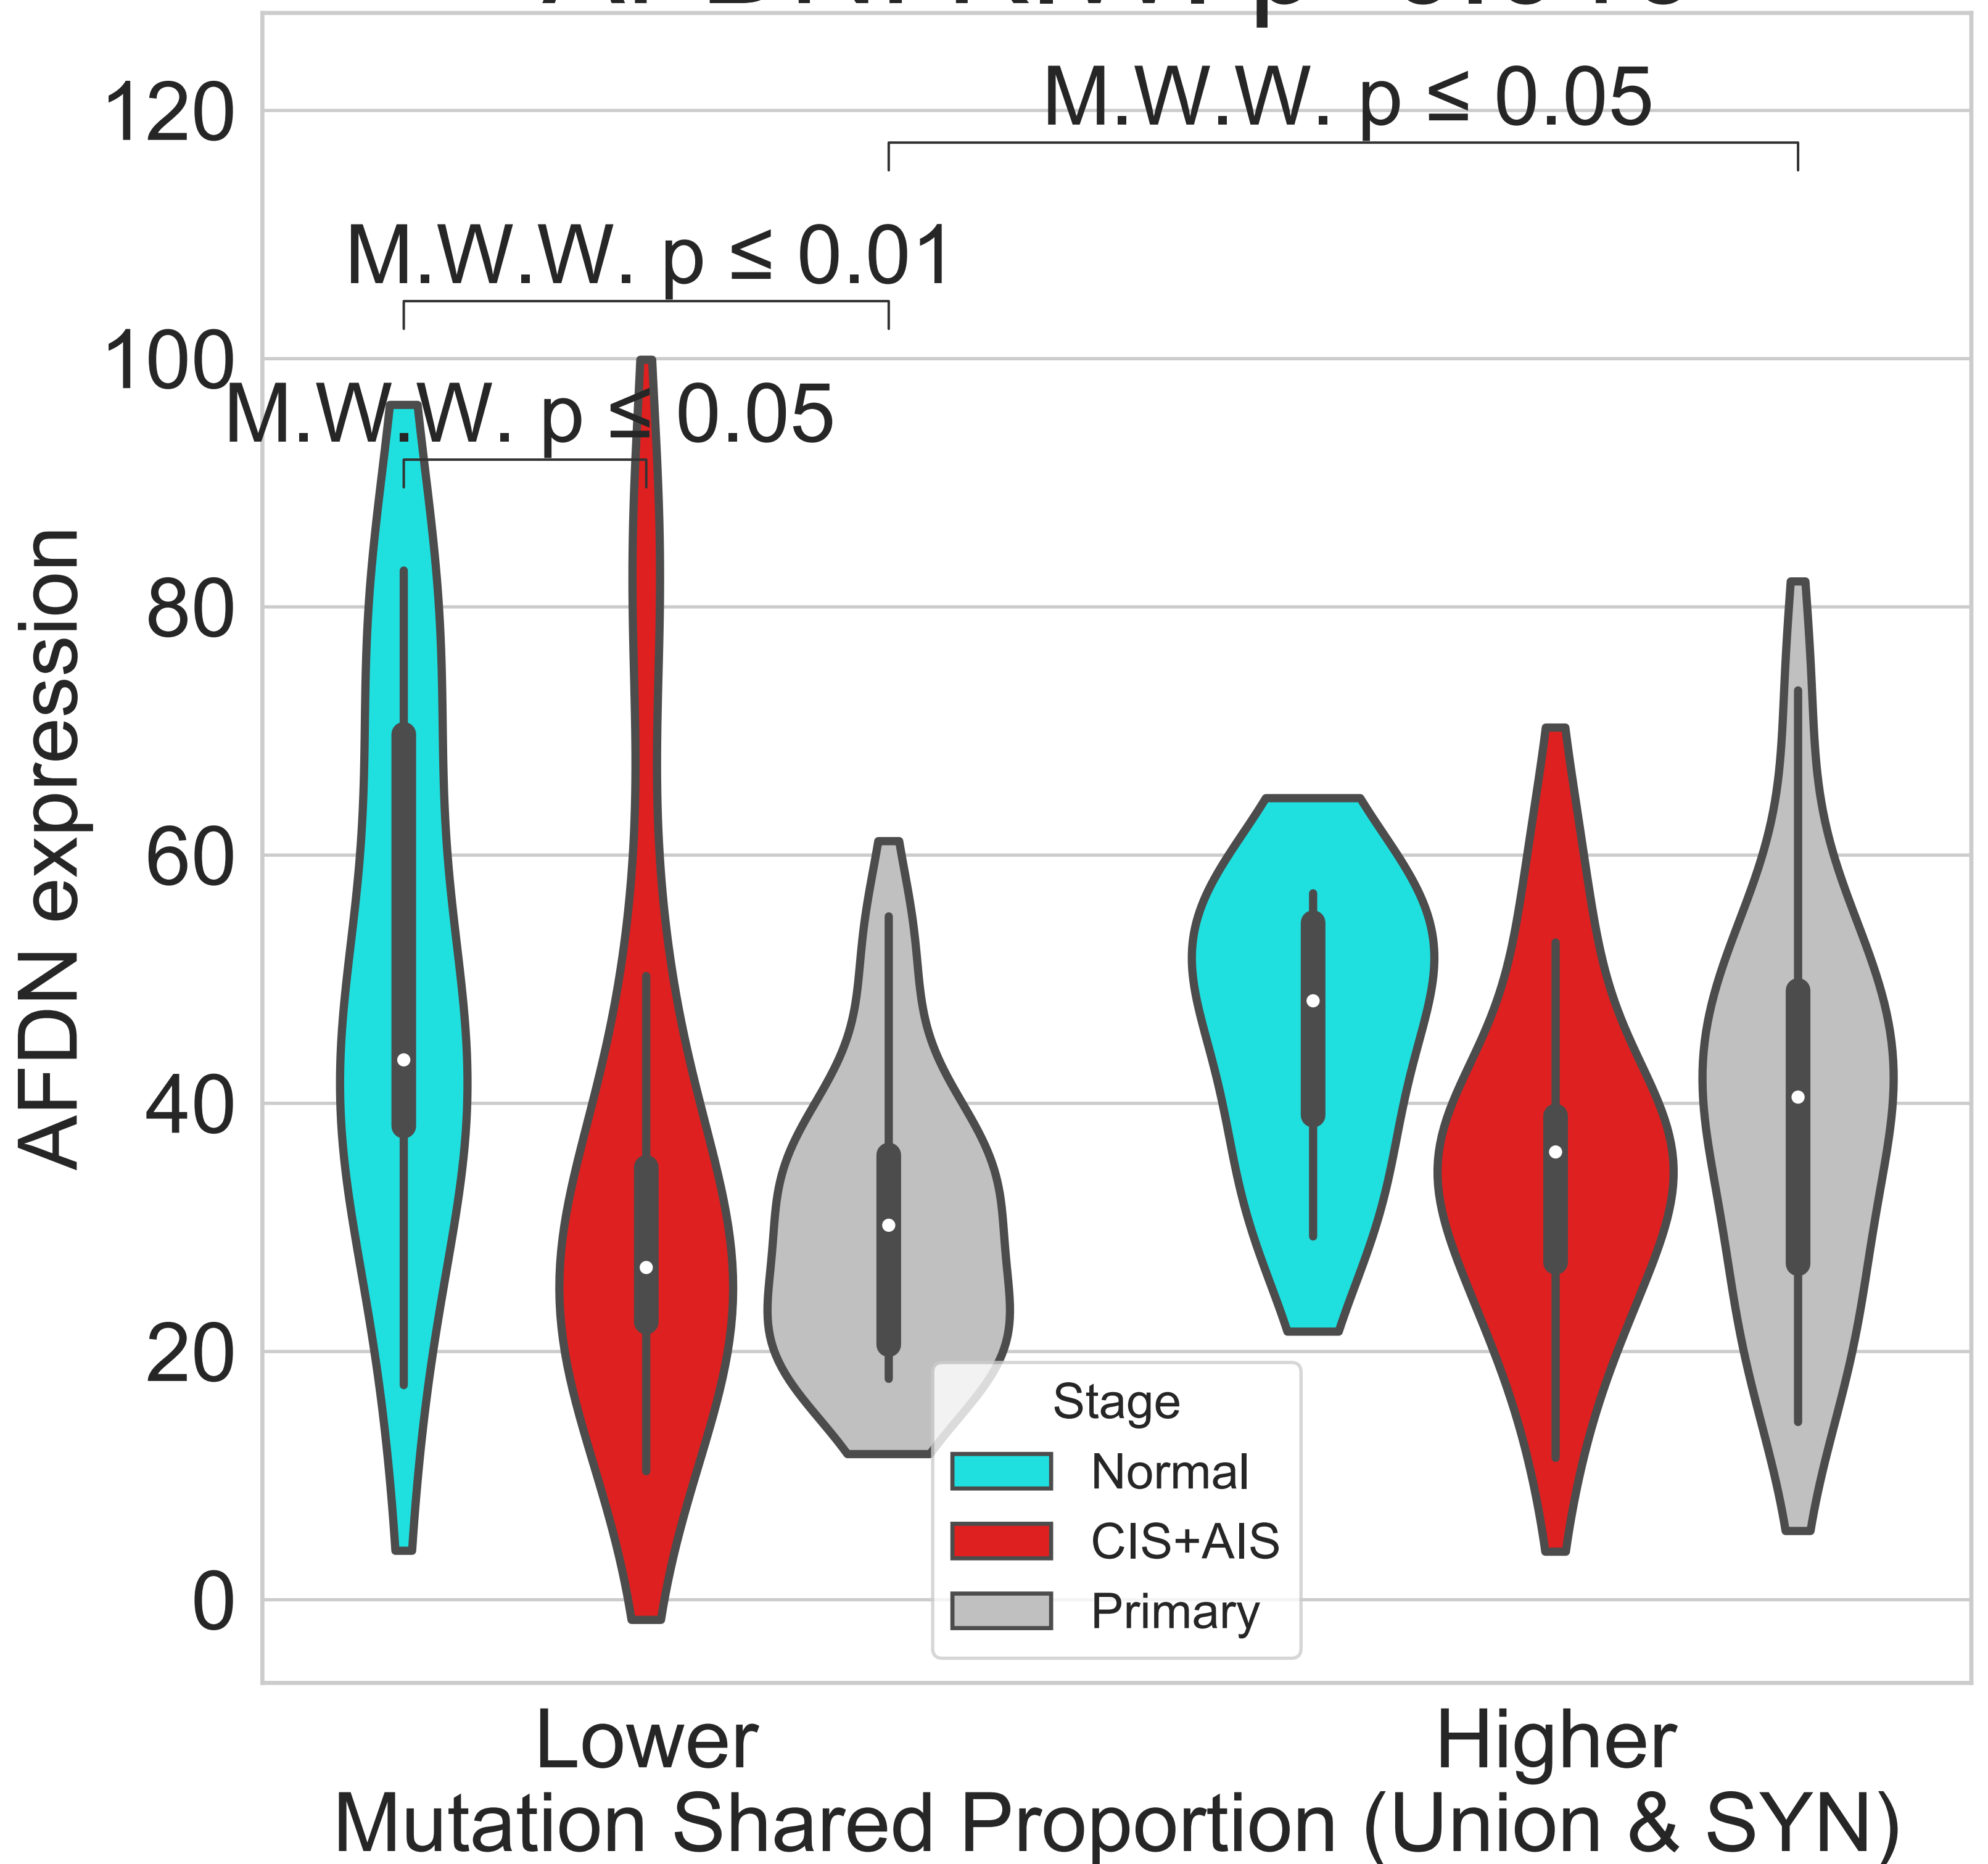 120
M.W.W. p ≤ 0.05
M.W.W. p ≤ 0.01
100
M.W.W. p ≤ 0.05
80
60
40
20
0
AFDN expression
Stage
Normal
CIS+AIS
Primary
Lower
Higher
Mutation Shared Proportion (Union & SYN)